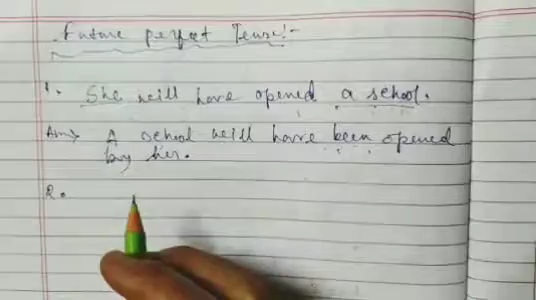 Future perfect Tense:-
1. She will have opened a school.
Ans→ A school will have been opened
by her.
2.